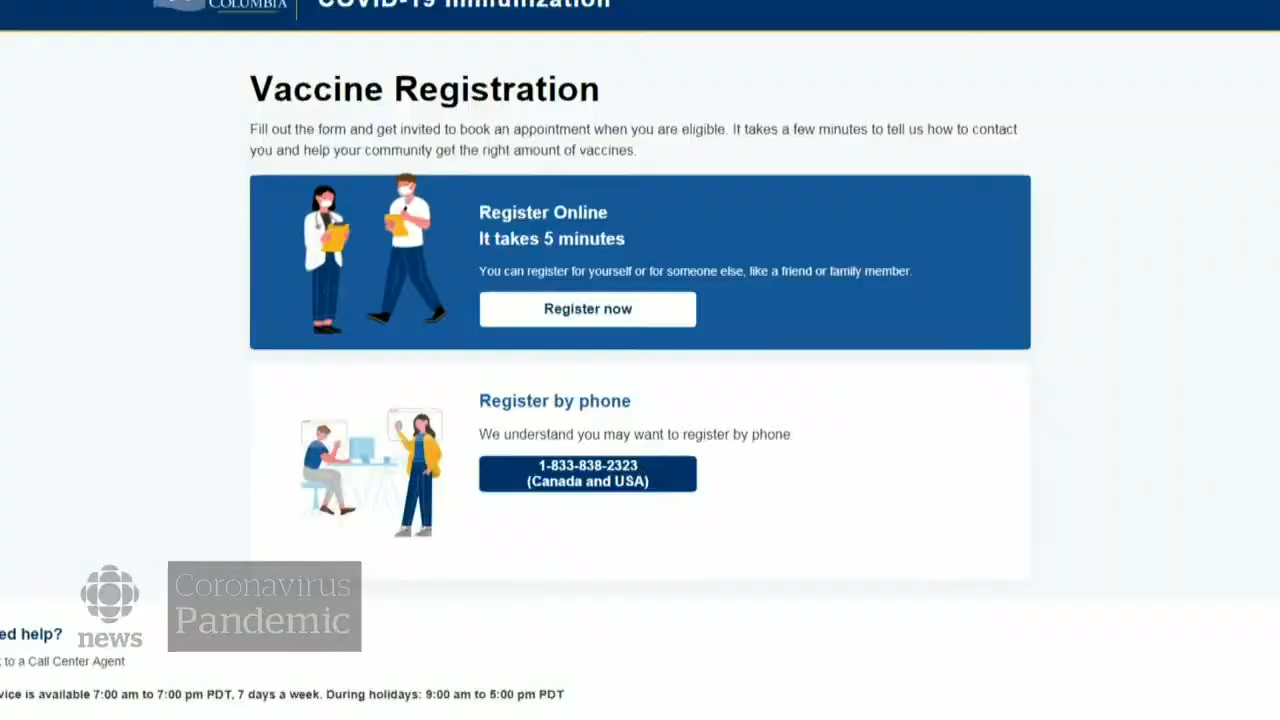 COLUMBIA
COVID-19 Immunization
Vaccine Registration
Fill out the form and get invited to book an appointment when you are eligible. It takes a few minutes to tell us how to contact
you and help your community get the right amount of vaccines.
Register Online
It takes 5 minutes
You can register for yourself or for someone else, like a friend or family member.
Register now
Register by phone
We understand you may want to register by phone
1-833-838-2323
(Canada and USA)
Coronavirus
Pandemic
news
ed help?
to a Call Center Agent
vice is available 7:00 am to 7:00 pm PDT, 7 days a week. During holidays: 9:00 am to 5:00 pm PDT